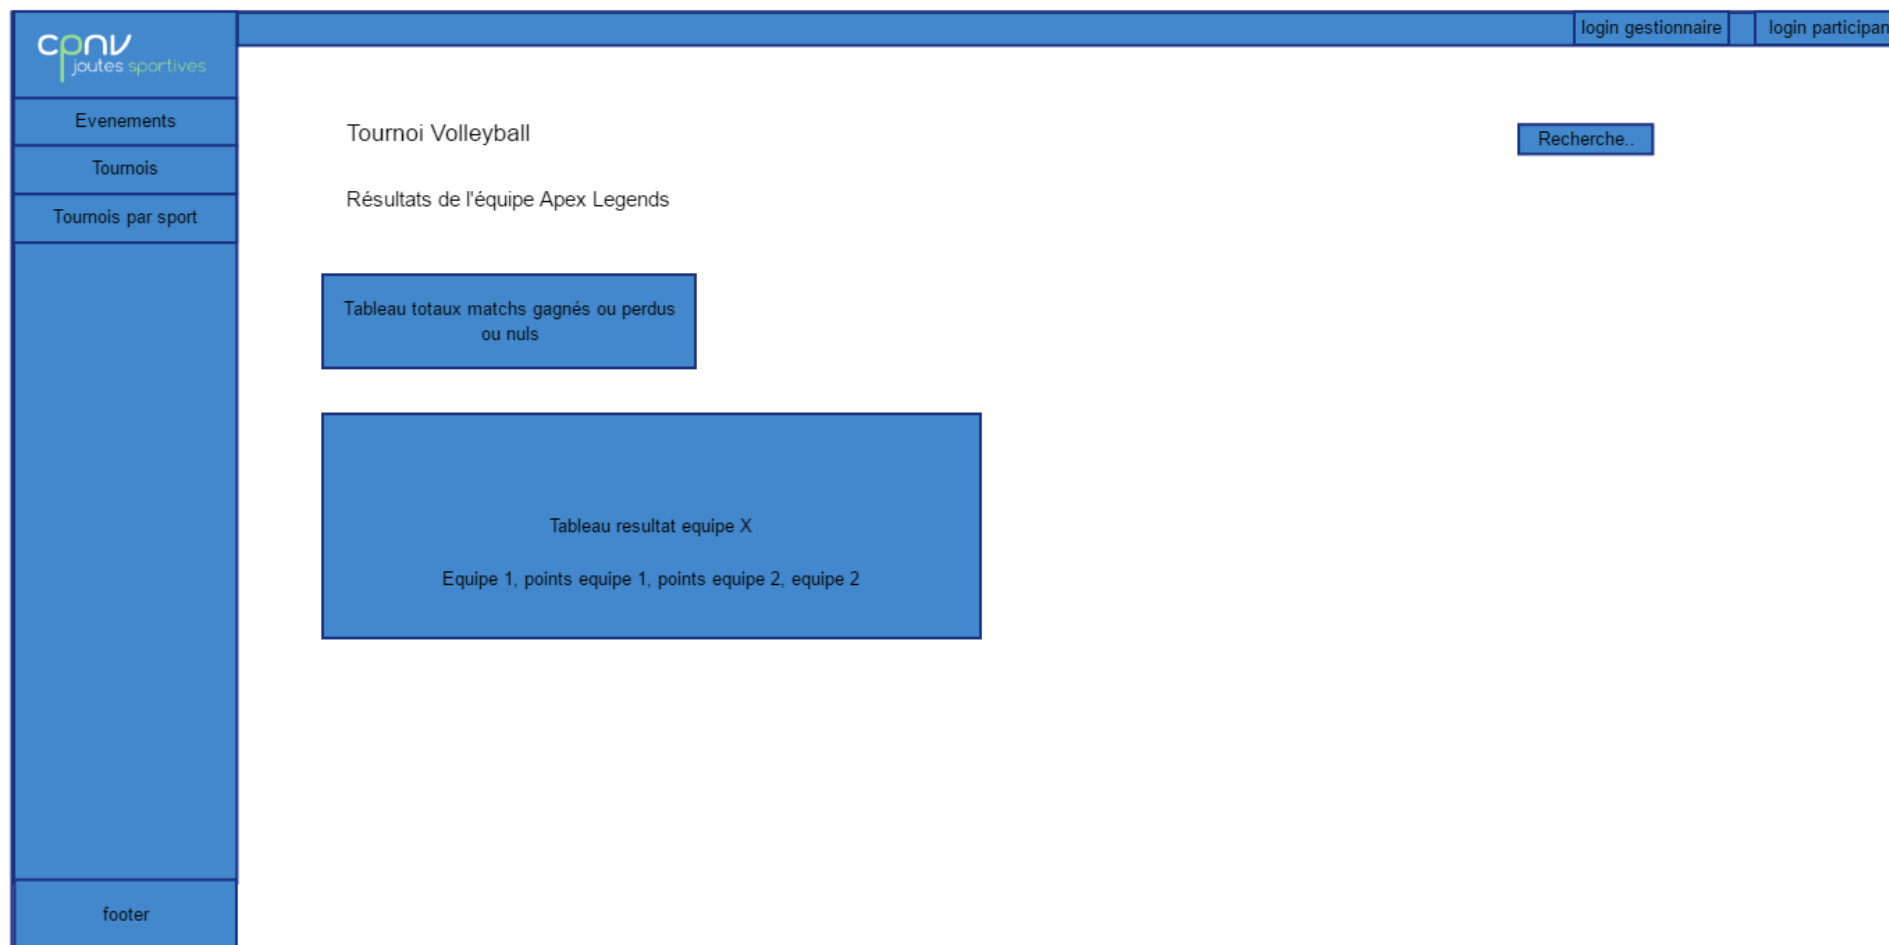 cpnv
joutes sportives
login gestionnaire
login participan
Evenements
Tournois
Tournois par sport
Tournoi Volleyball
Recherche..
Résultats de l'équipe Apex Legends
Tableau totaux matchs gagnés ou perdus
ou nuls
Tableau resultat equipe X
Equipe 1, points equipe 1, points equipe 2, equipe 2
footer